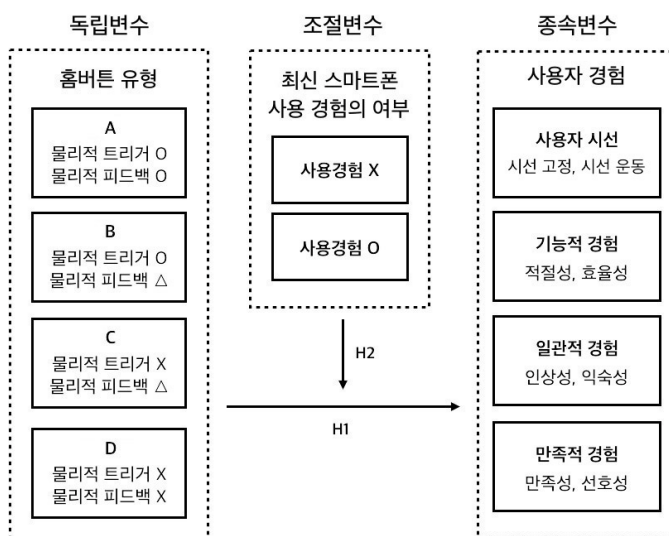 독립변수
홈버튼 유형
A
물리적 트리거 O
물리적 피드백 O
B
물리적 트리거 O
물리적 피드백 △
C
물리적 트리거 X
물리적 피드백 △
D
물리적 트리거 X
물리적 피드백 X
조절변수
최신 스마트폰
사용 경험의 여부
사용경험 X
사용경험 O
H2
H1
종속변수
사용자 경험
사용자 시선
시선 고정, 시선 운동
기능적 경험
적절성, 효율성
일관적 경험
인상성, 익숙성
만족적 경험
만족성, 선호성